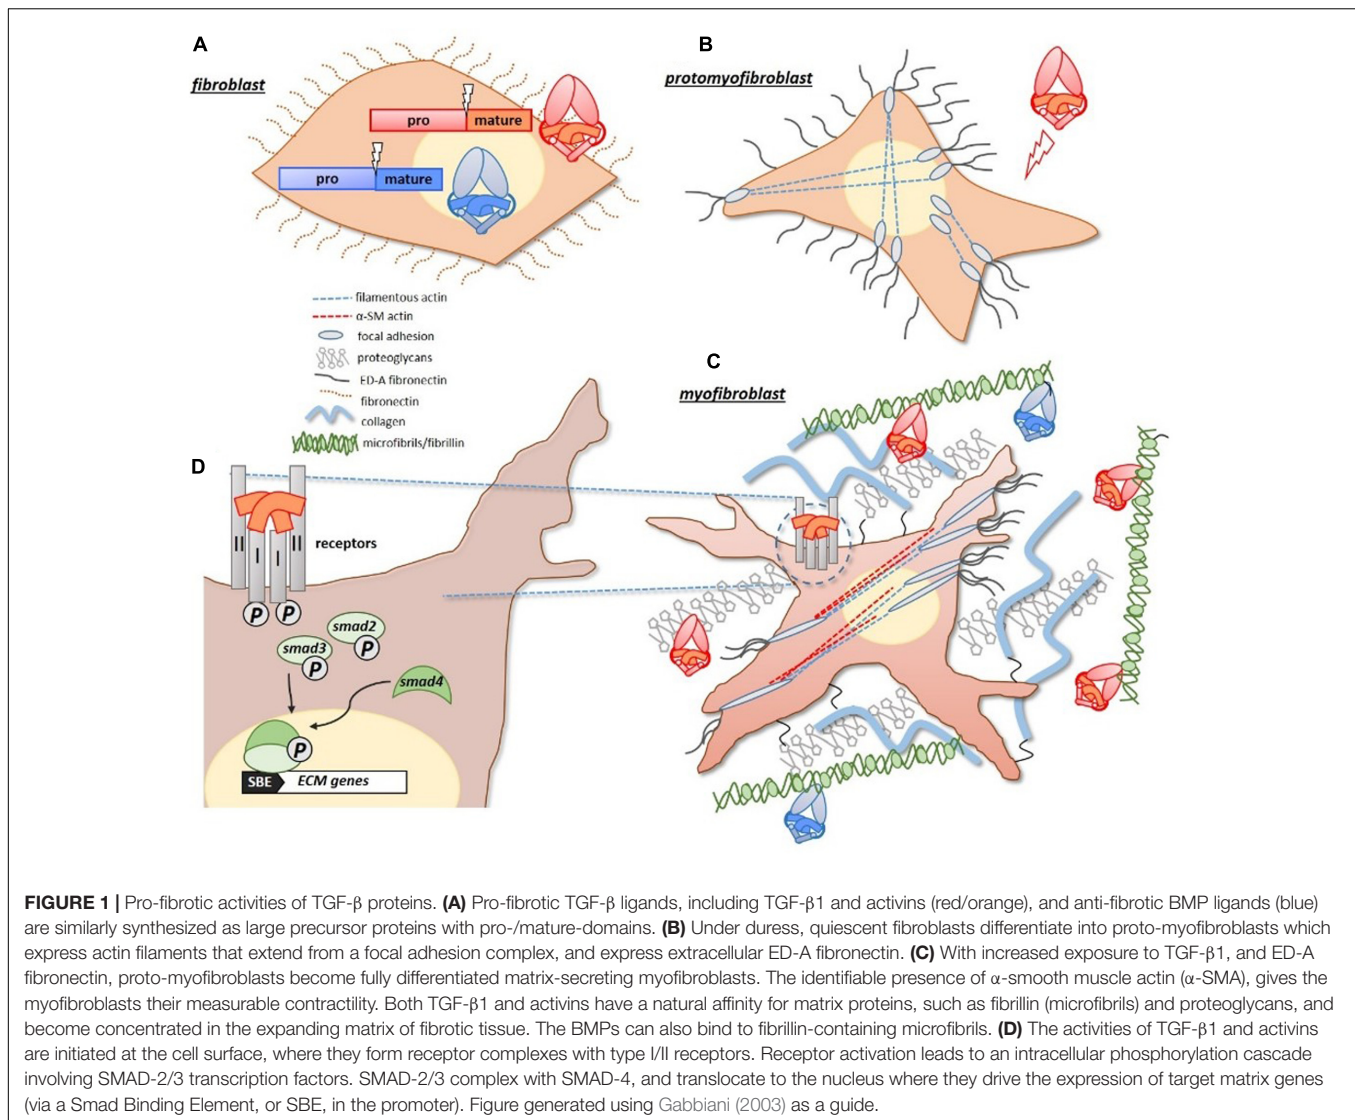 A
fibroblast
pro
mature
pro
mature
B
protomyofibroblast
filamentous actin
α-SM actin
focal adhesion
proteoglycans
ED-A fibronectin
fibronectin
collagen
microfibrils/fibrillin
C
myofibroblast
D
II
I
I
II
receptors
P
P
smad2
P
smad3
P
smad4
P
SBE
ECM genes
FIGURE 1 | Pro-fibrotic activities of TGF-β proteins. (A) Pro-fibrotic TGF-β ligands, including TGF-β1 and activins (red/orange), and anti-fibrotic BMP ligands (blue)
are similarly synthesized as large precursor proteins with pro-/mature-domains. (B) Under duress, quiescent fibroblasts differentiate into proto-myofibroblasts which
express actin filaments that extend from a focal adhesion complex, and express extracellular ED-A fibronectin. (C) With increased exposure to TGF-β1, and ED-A
fibronectin, proto-myofibroblasts become fully differentiated matrix-secreting myofibroblasts. The identifiable presence of α-smooth muscle actin (α-SMA), gives the
myofibroblasts their measurable contractility. Both TGF-β1 and activins have a natural affinity for matrix proteins, such as fibrillin (microfibrils) and proteoglycans, and
become concentrated in the expanding matrix of fibrotic tissue. The BMPs can also bind to fibrillin-containing microfibrils. (D) The activities of TGF-β1 and activins
are initiated at the cell surface, where they form receptor complexes with type I/II receptors. Receptor activation leads to an intracellular phosphorylation cascade
involving SMAD-2/3 transcription factors. SMAD-2/3 complex with SMAD-4, and translocate to the nucleus where they drive the expression of target matrix genes
(via a Smad Binding Element, or SBE, in the promoter). Figure generated using Gabbiani (2003) as a guide.